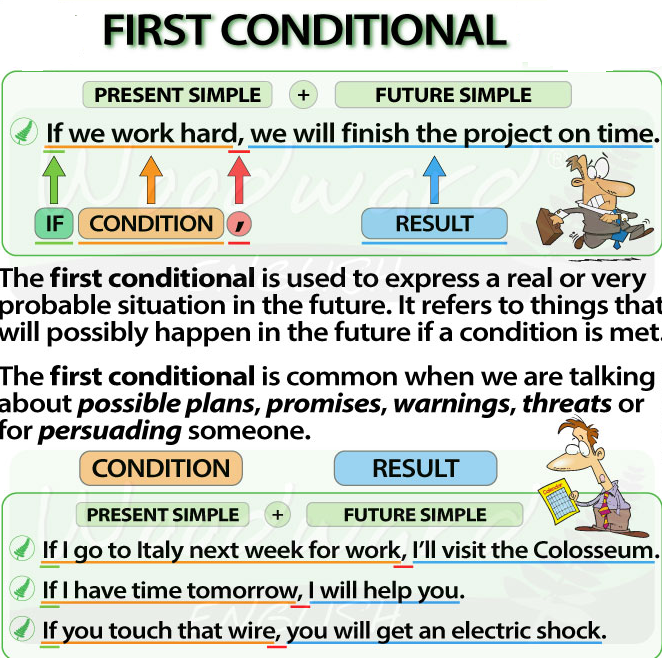 FIRST CONDITIONAL
PRESENT SIMPLE + FUTURE SIMPLE
If we work hard, we will finish the project on time.
IF CONDITION , RESULT
The first conditional is used to express a real or very
probable situation in the future. It refers to things that
will possibly happen in the future if a condition is met.
The first conditional is common when we are talking
about possible plans, promises, warnings, threats or
for persuading someone.
CONDITION RESULT
PRESENT SIMPLE + FUTURE SIMPLE
If I go to Italy next week for work, I'll visit the Colosseum.
If I have time tomorrow, I will help you.
If you touch that wire, you will get an electric shock.
Woodward ®
ENGLISH
Calendar